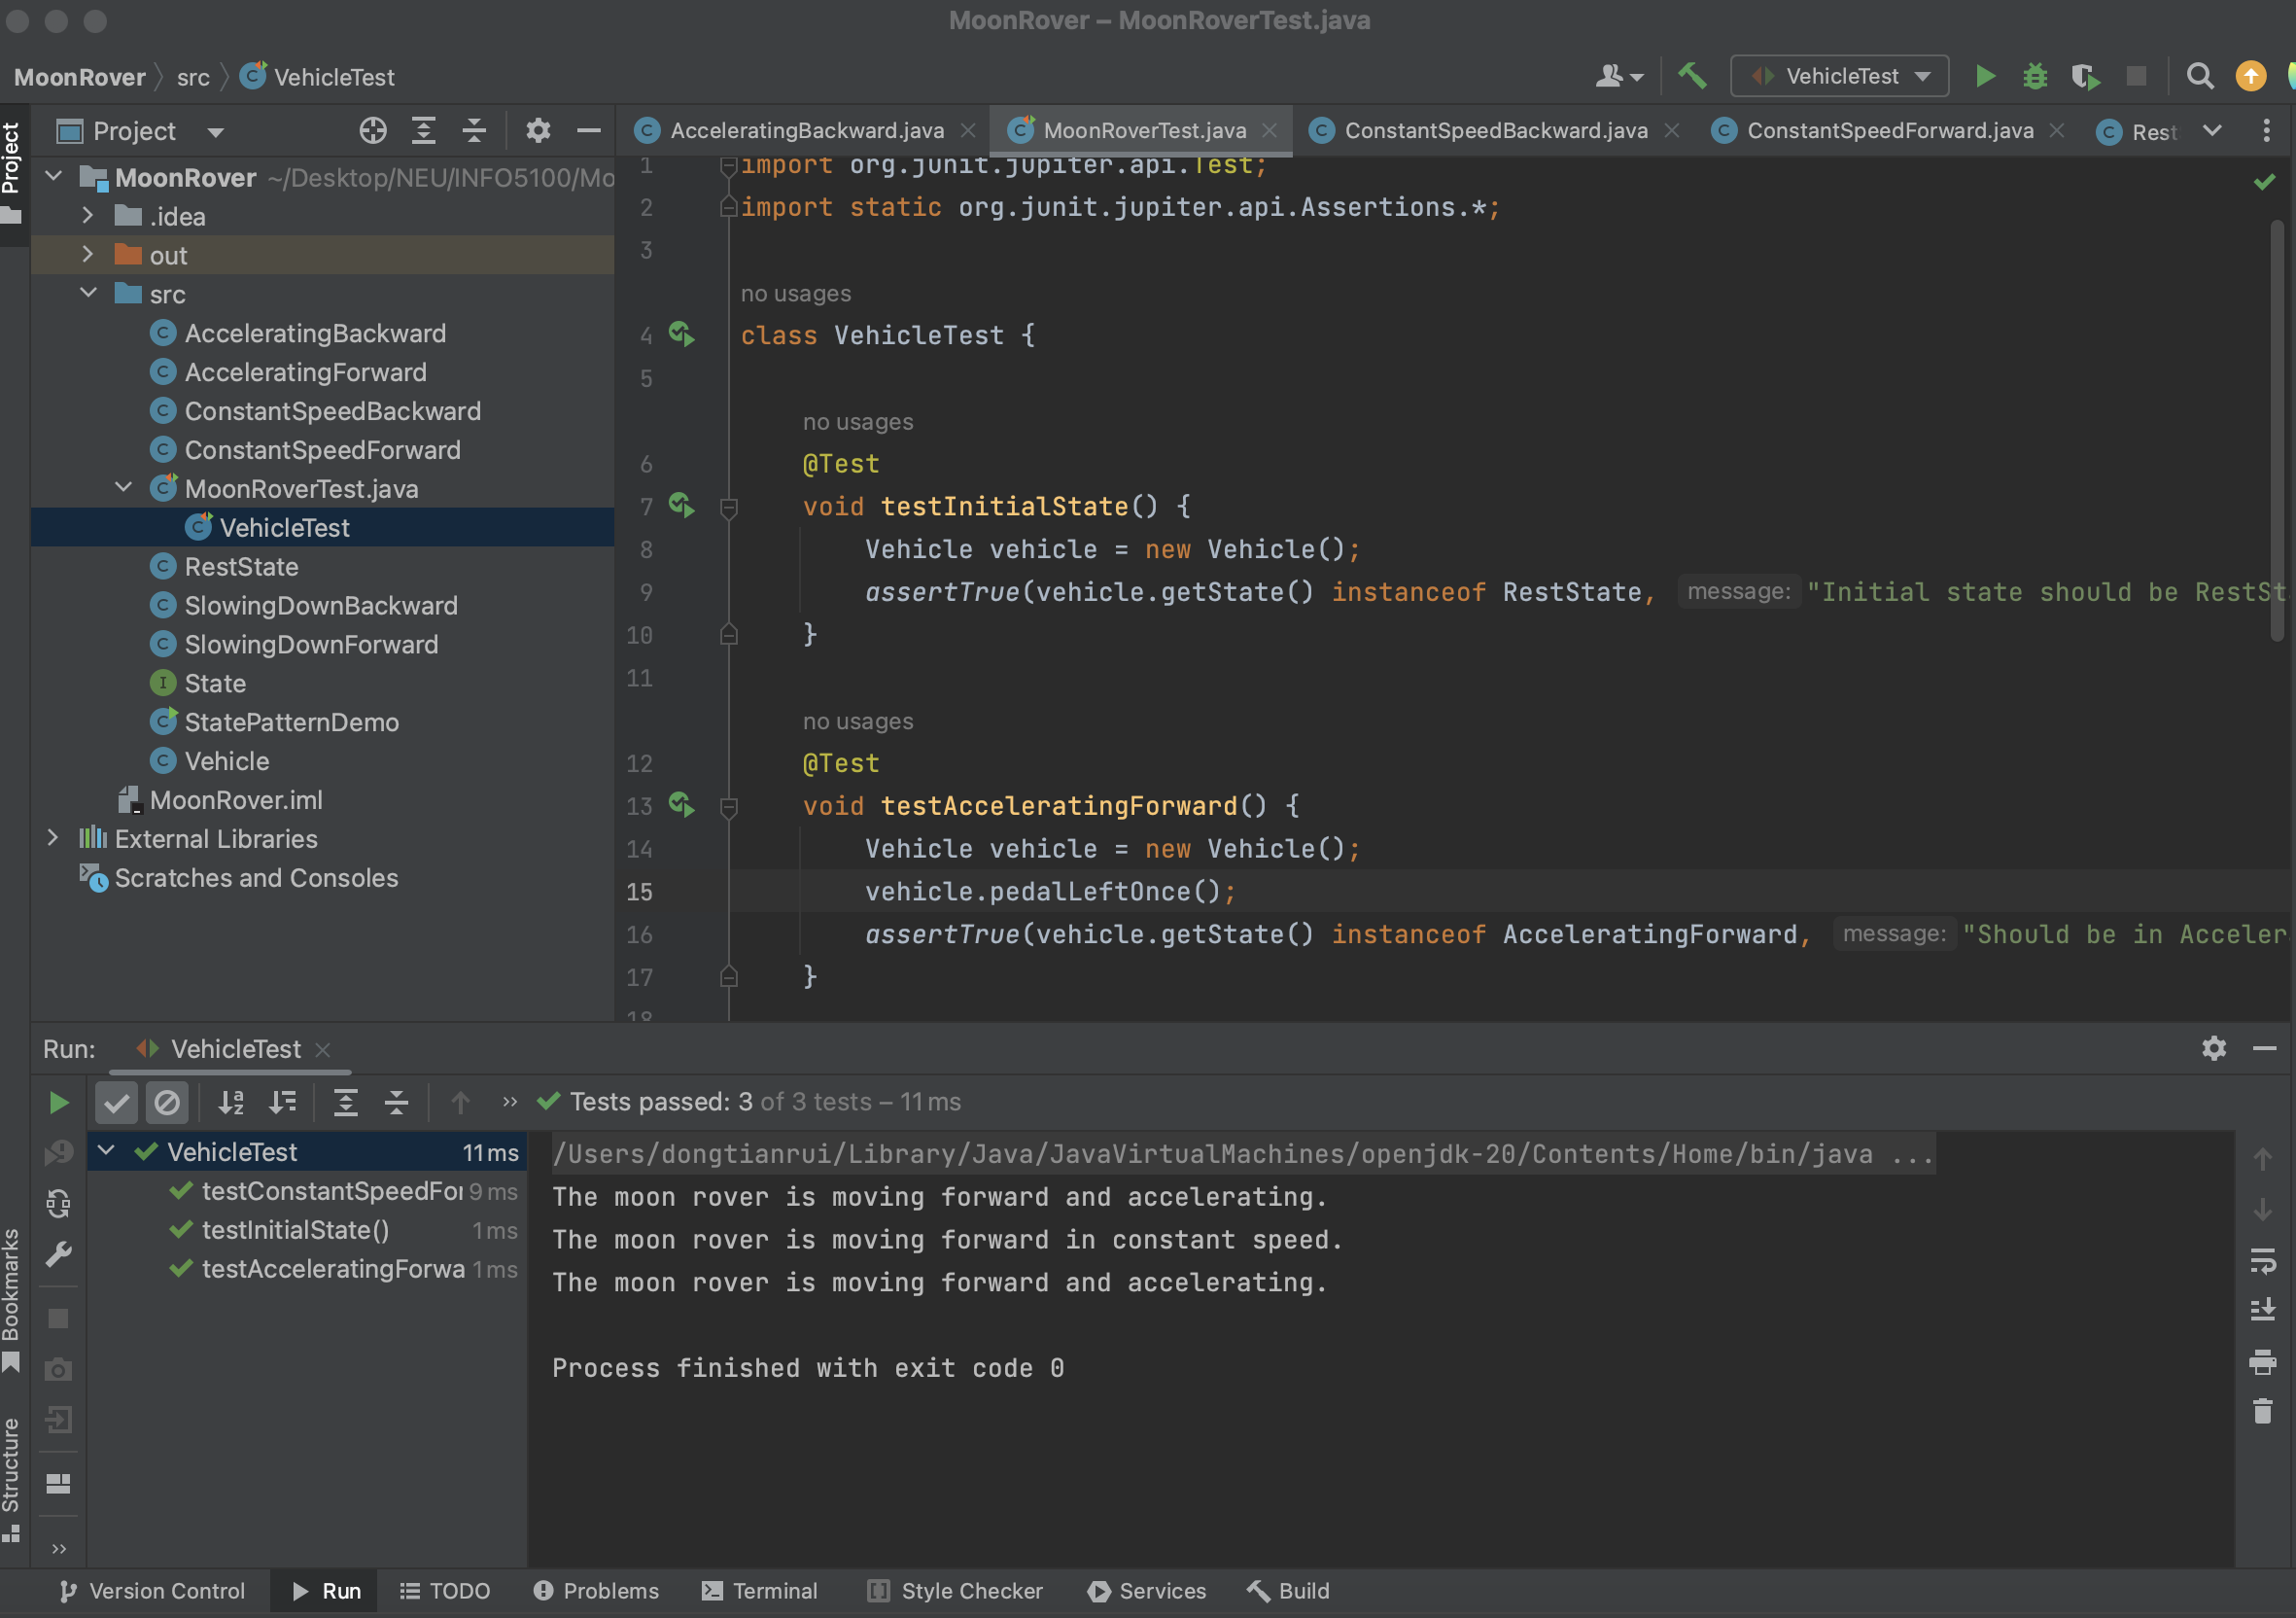 MoonRover – MoonRoverTest.java
MoonRover src VehicleTest
VehicleTest
Project
Project
AcceleratingBackward.java
MoonRoverTest.java
ConstantSpeedBackward.java
ConstantSpeedForward.java
Rest
MoonRover ~/Desktop/NEU/INFO5100/Mo
.idea
out
src
AcceleratingBackward
AcceleratingForward
ConstantSpeedBackward
ConstantSpeedForward
MoonRoverTest.java
VehicleTest
RestState
SlowingDownBackward
SlowingDownForward
State
StatePatternDemo
Vehicle
MoonRover.iml
External Libraries
Scratches and Consoles
1 import org.junit.jupiter.api.Test;
2 import static org.junit.jupiter.api.Assertions.*;
3
no usages
4 class VehicleTest {
5
no usages
6 @Test
7 void testInitialState() {
8 Vehicle vehicle = new Vehicle();
9 assertTrue(vehicle.getState() instanceof RestState, message: "Initial state should be RestSt
10 }
11
no usages
12 @Test
13 void testAcceleratingForward() {
14 Vehicle vehicle = new Vehicle();
15 vehicle.pedalLeftOnce();
16 assertTrue(vehicle.getState() instanceof AcceleratingForward, message: "Should be in Acceler
17 }
18
Run: VehicleTest
Tests passed: 3 of 3 tests – 11 ms
VehicleTest 11 ms
testConstantSpeedFor 9 ms
testInitialState() 1 ms
testAcceleratingForwa 1 ms
/Users/dongtianrui/Library/Java/JavaVirtualMachines/openjdk-20/Contents/Home/bin/java ...
The moon rover is moving forward and accelerating.
The moon rover is moving forward in constant speed.
The moon rover is moving forward and accelerating.
Process finished with exit code 0
Bookmarks
Structure
Version Control
Run
TODO
Problems
Terminal
Style Checker
Services
Build